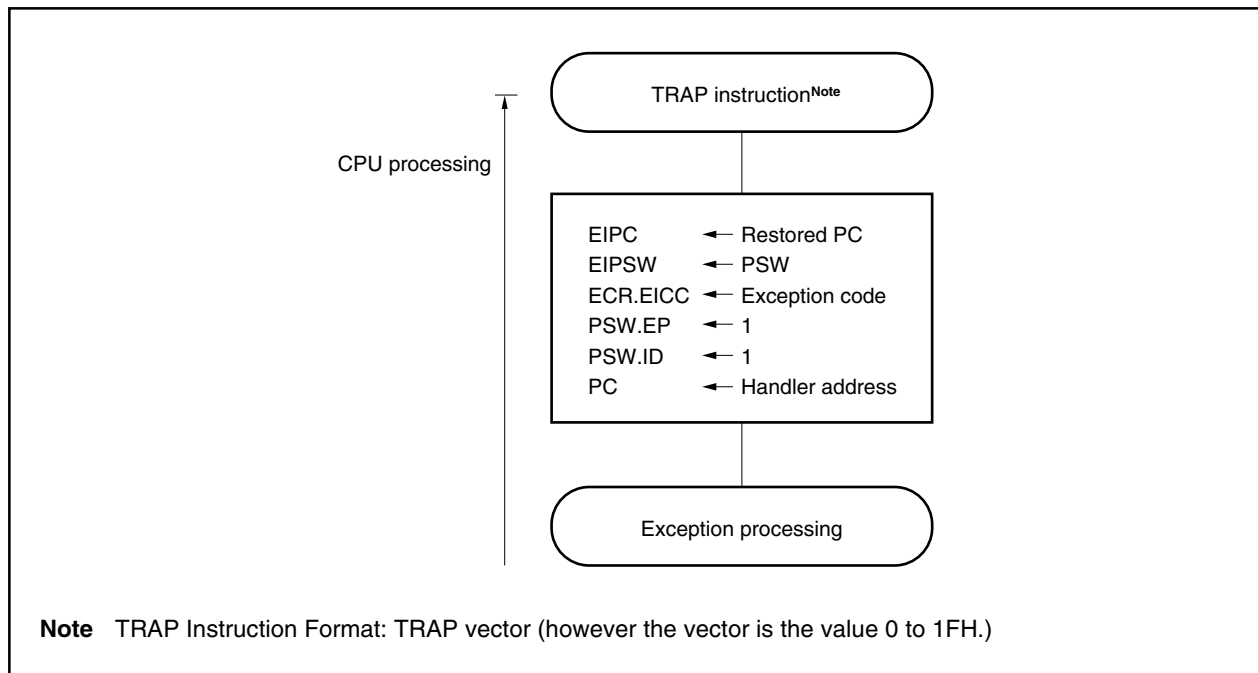 TRAP instructionNote
CPU processing
EIPC ← Restored PC
EIPSW ← PSW
ECR.EICC ← Exception code
PSW.EP ← 1
PSW.ID ← 1
PC ← Handler address
Exception processing
Note TRAP Instruction Format: TRAP vector (however the vector is the value 0 to 1FH.)